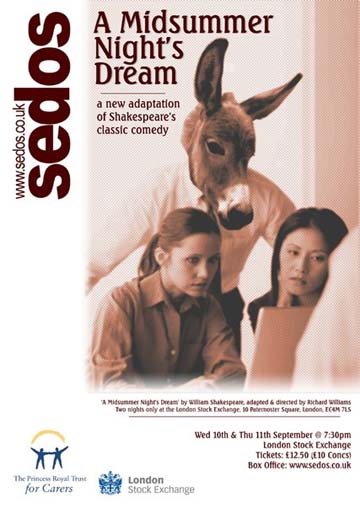 A Midsummer
Night's
Dream
a new adaptation
of Shakespeare's
classic comedy
sedos
www.sedos.co.uk
'A Midsummer Night's Dream' by William Shakespeare, adapted & directed by Richard Williams
Two nights only at the London Stock Exchange, 10 Paternoster Square, London, EC4M 7LS
Wed 10th & Thu 11th September @ 7:30pm
London Stock Exchange
Tickets: £12.50 (£10 Concs)
Box Office: www.sedos.co.uk
The Princess Royal Trust
for Carers
London
Stock Exchange